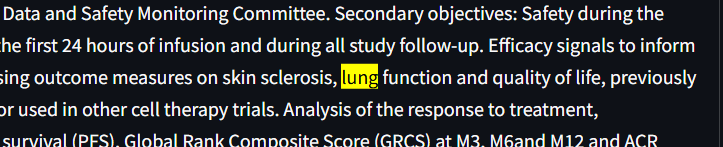 Data and Safety Monitoring Committee. Secondary objectives: Safety during the
the first 24 hours of infusion and during all study follow-up. Efficacy signals to inform
sing outcome measures on skin sclerosis, lung function and quality of life, previously
or used in other cell therapy trials. Analysis of the response to treatment,
survival (PFS), Global Rank Composite Score (GRCS) at M3, M6and M12 and ACR